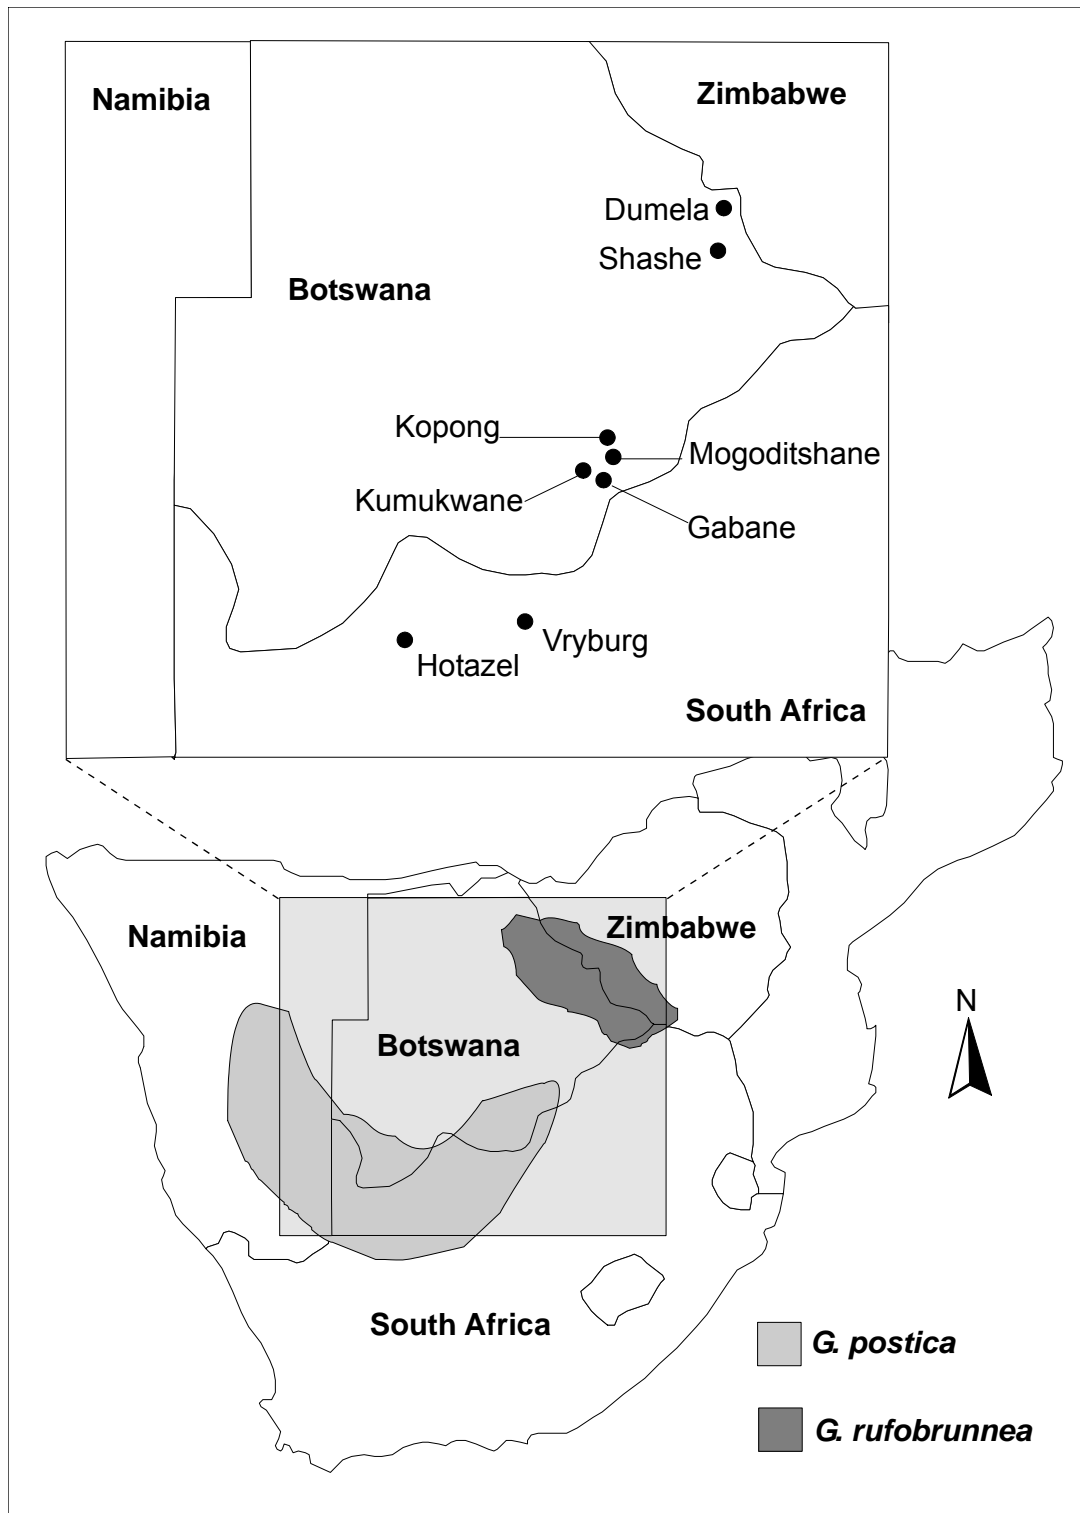 Namibia
Zimbabwe
Dumela
Shashe
Botswana
Kopong
Mogoditshane
Kumukwane
Gabane
Vryburg
Hotazel
South Africa
Namibia
Zimbabwe
N
Botswana
South Africa
G. postica
G. rufobrunnea